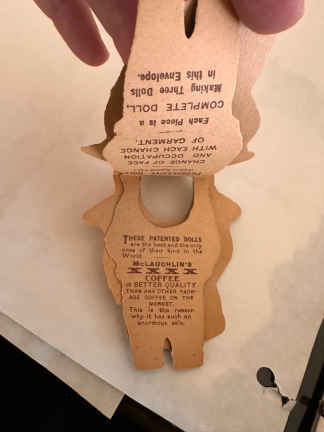 CHANGE OF FACE
AND OCCUPATION
WITH EACH CHANGE
OF GARMENT.
Each Piece is a
COMPLETE DOLL,
Making Three Dolls
in this Envelope.
THESE PATENTED DOLLS
are the best and the only
ones of their kind in the
World.
McLAUGHLIN'S
XXXX
COFFEE
is BETTER QUALITY
THAN ANY OTHER PACK-
AGE COFFEE ON THE
MARKET.
This is the reason
why it has such an
enormous sale.